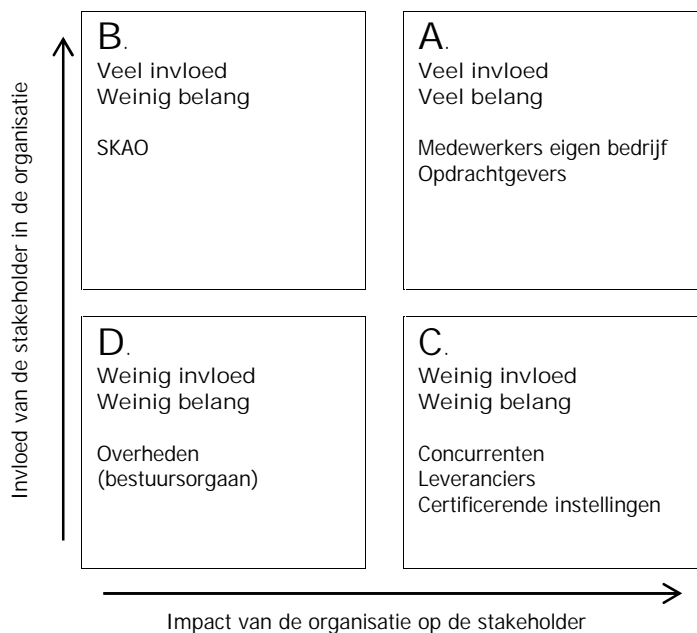 Invloed van de stakeholder in de organisatie
B.
Veel invloed
Weinig belang
SKAO
A.
Veel invloed
Veel belang
Medewerkers eigen bedrijf
Opdrachtgevers
D.
Weinig invloed
Weinig belang
Overheden
(bestuursorgaan)
C.
Weinig invloed
Weinig belang
Concurrenten
Leveranciers
Certificerende instellingen
Impact van de organisatie op de stakeholder